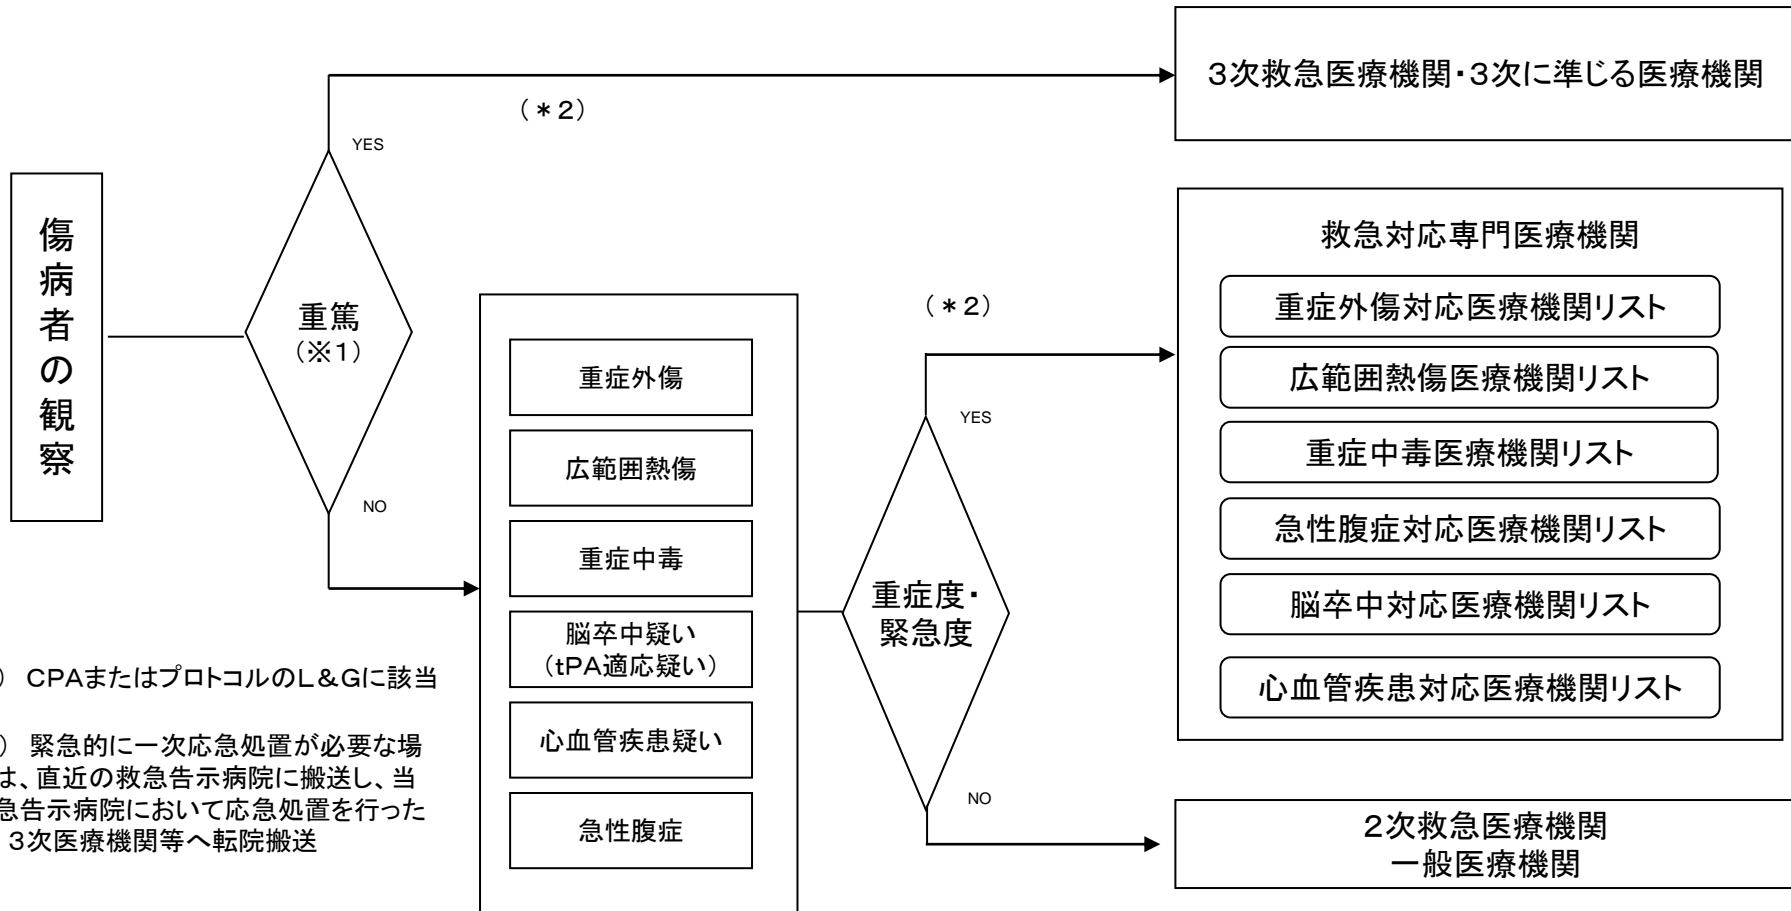 傷病者の観察
重篤
（※1）
YES
NO
（＊2）
3次救急医療機関・3次に準じる医療機関
重症外傷
広範囲熱傷
重症中毒
脳卒中疑い
（tPA適応疑い）
心血管疾患疑い
急性腹症
重症度・
緊急度
YES
NO
（＊2）
救急対応専門医療機関
重症外傷対応医療機関リスト
広範囲熱傷医療機関リスト
重症中毒医療機関リスト
急性腹症対応医療機関リスト
脳卒中対応医療機関リスト
心血管疾患対応医療機関リスト
2次救急医療機関
一般医療機関
） CPAまたはプロトコルのL＆Gに該当
） 緊急的に一次応急処置が必要な場
は、直近の救急告示病院に搬送し、当
急告示病院において応急処置を行った
3次医療機関等へ転院搬送